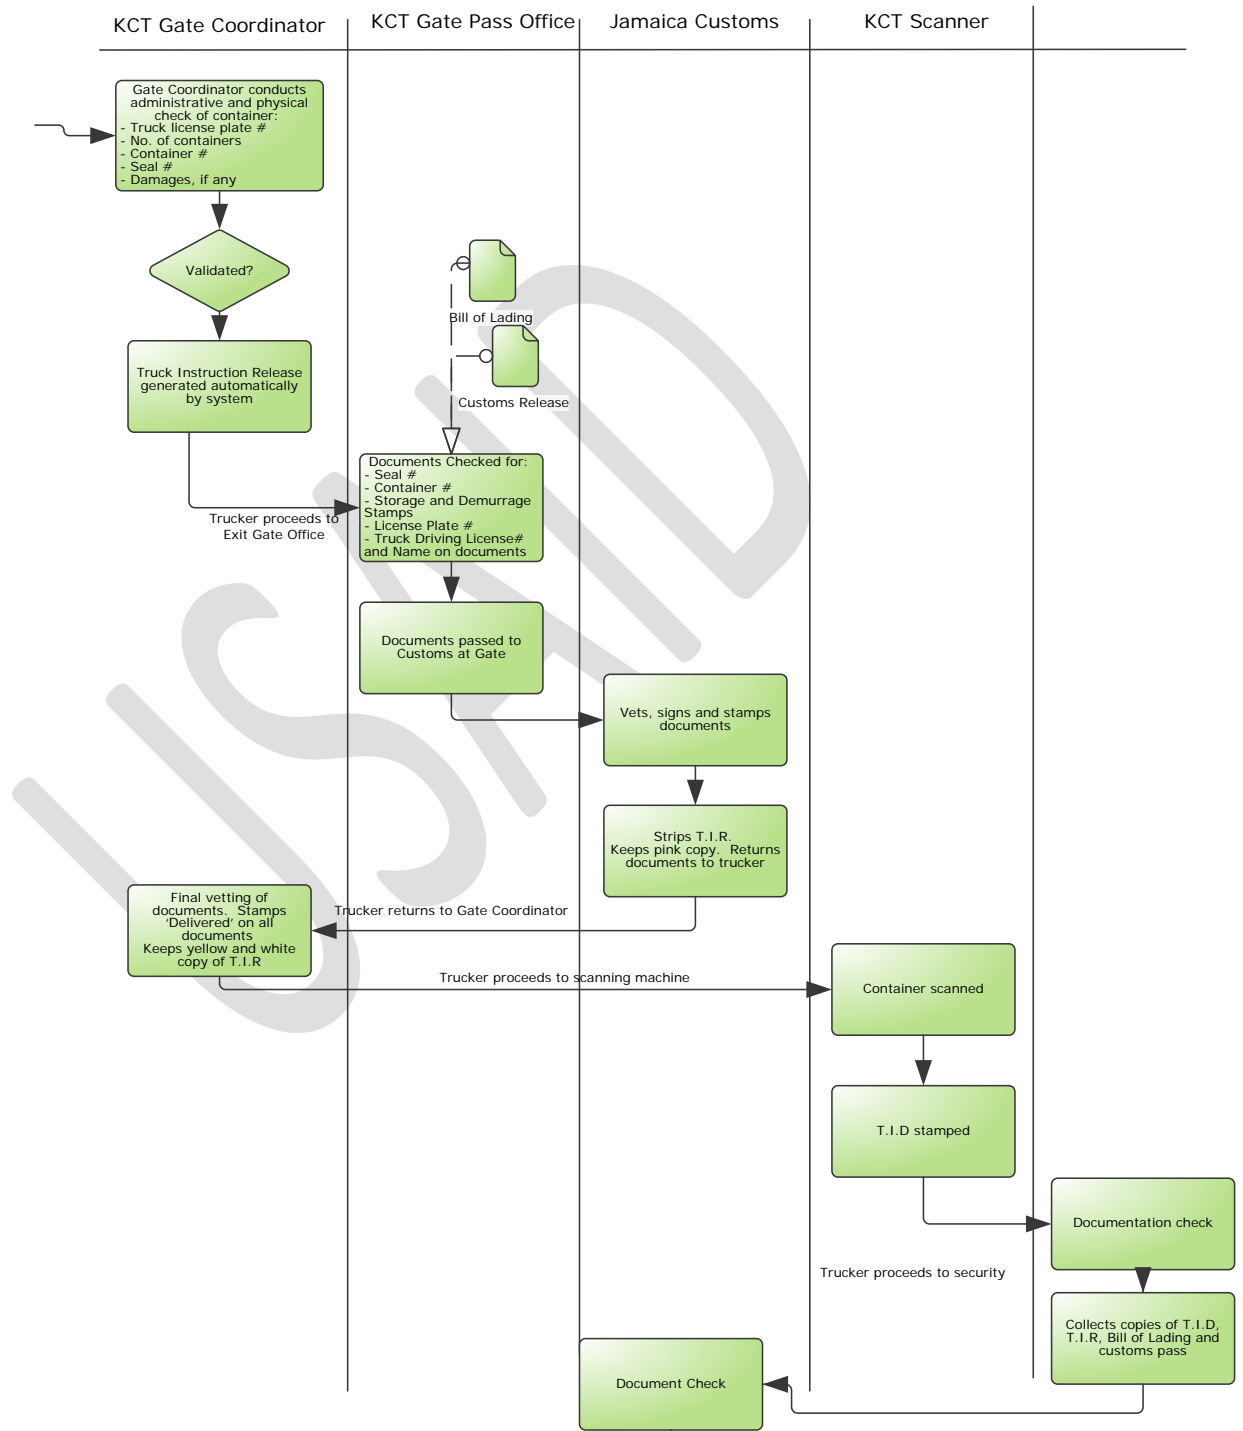 KCT Gate Coordinator
KCT Gate Pass Office
Jamaica Customs
KCT Scanner
Gate Coordinator conducts
administrative and physical
check of container:
- Truck license plate #
- No. of containers
- Container #
- Seal #
- Damages, if any
Validated?
Truck Instruction Release
generated automatically
by system
Trucker proceeds to
Exit Gate Office
Bill of Lading
Customs Release
Documents Checked for:
- Seal #
- Container #
- Storage and Demurrage
Stamps
- License Plate #
- Truck Driving License#
and Name on documents
Documents passed to
Customs at Gate
Vets, signs and stamps
documents
Strips T.I.R.
Keeps pink copy.  Returns
documents to trucker
Trucker returns to Gate Coordinator
Final vetting of
documents.  Stamps
‘Delivered’ on all
documents
Keeps yellow and white
copy of T.I.R
Trucker proceeds to scanning machine
Container scanned
T.I.D stamped
Documentation check
Trucker proceeds to security
Collects copies of T.I.D,
T.I.R, Bill of Lading and
customs pass
Document Check
USAID